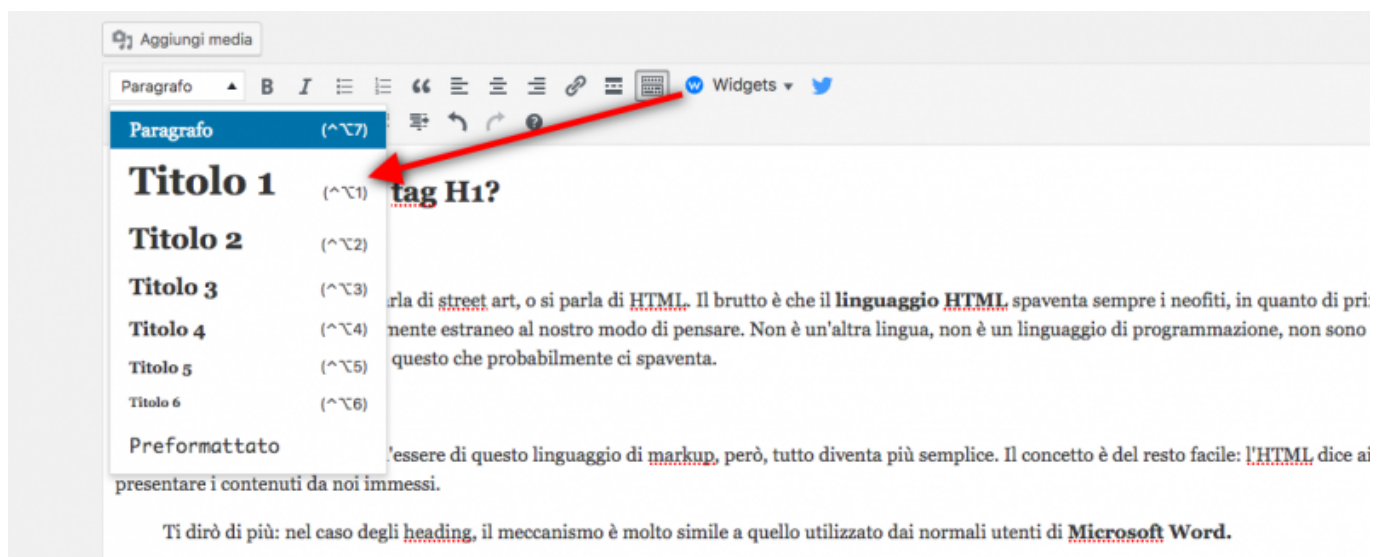 Aggiungi media
Paragrafo B I Widgets
Paragrafo (^⌥7)
Titolo 1 (^⌥1) tag H1?
Titolo 2 (^⌥2)
Titolo 3 (^⌥3) rla di street art, o si parla di HTML. Il brutto è che il linguaggio HTML spaventa sempre i neofiti, in quanto di pri
Titolo 4 (^⌥4) mente estraneo al nostro modo di pensare. Non è un'altra lingua, non è un linguaggio di programmazione, non sono
Titolo 5 (^⌥5) questo che probabilmente ci spaventa.
Titolo 6 (^⌥6)
Preformattato 'essere di questo linguaggio di markup, però, tutto diventa più semplice. Il concetto è del resto facile: l'HTML dice ai
presentare i contenuti da noi immessi.
Ti dirò di più: nel caso degli heading, il meccanismo è molto simile a quello utilizzato dai normali utenti di Microsoft Word.